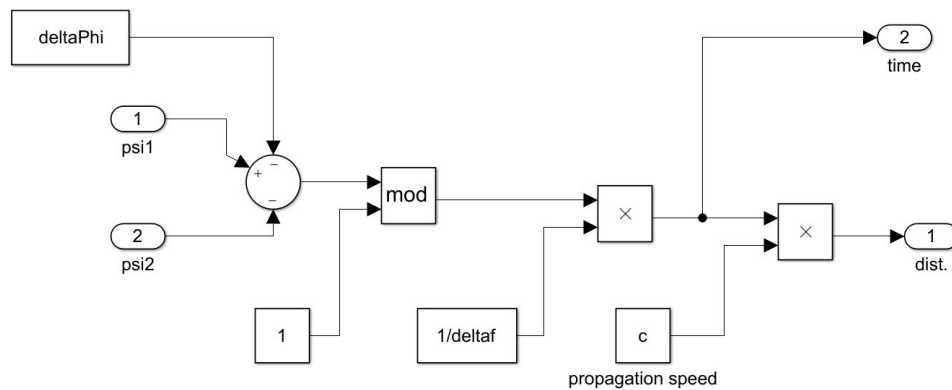 deltaPhi
2
time
1
psi1
−
+
−
mod
×
×
2
psi2
1
dist.
1
1/deltaf
c
propagation speed